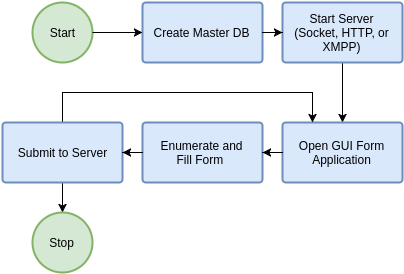 Start
Create Master DB
Start Server
(Socket, HTTP, or
XMPP)
Open GUI Form
Application
Enumerate and
Fill Form
Submit to Server
Stop